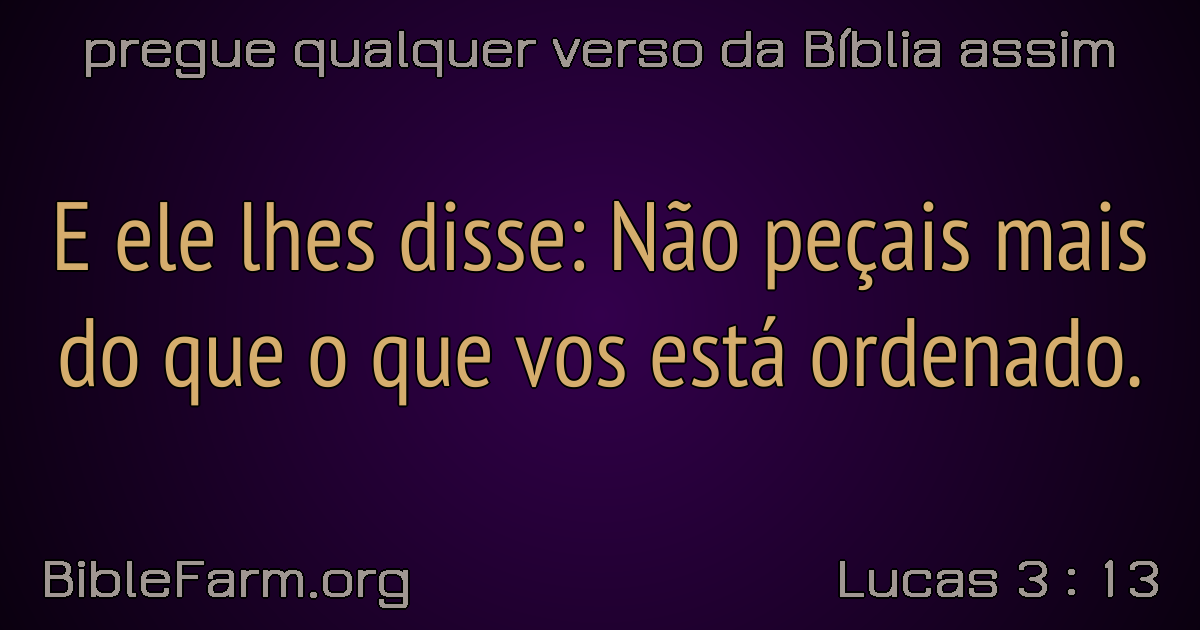 pregue qualquer verso da Bíblia assim
E ele lhes disse: Não peçais mais
do que o que vos está ordenado.
BibleFarm.org
Lucas 3 : 13